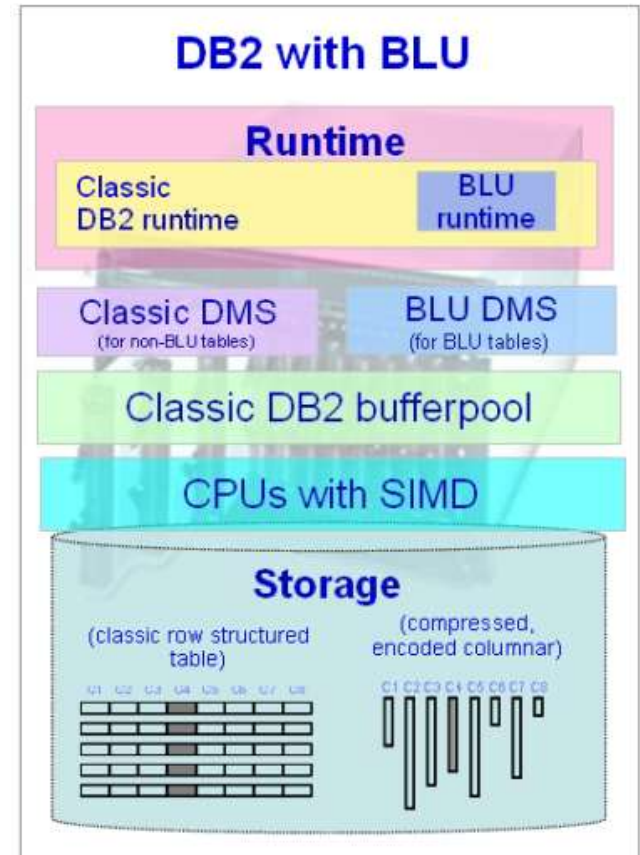 DB2 with BLU
Runtime
Classic
DB2 runtime
BLU
runtime
Classic DMS
(for non-BLU tables)
BLU DMS
(for BLU tables)
Classic DB2 bufferpool
CPUs with SIMD
Storage
(classic row structured
table)
(compressed,
encoded columnar)
C1 C2 C3 C4 C5 C6 C7 C8
C1 C2 C3 C4 C5 C6 C7 C8